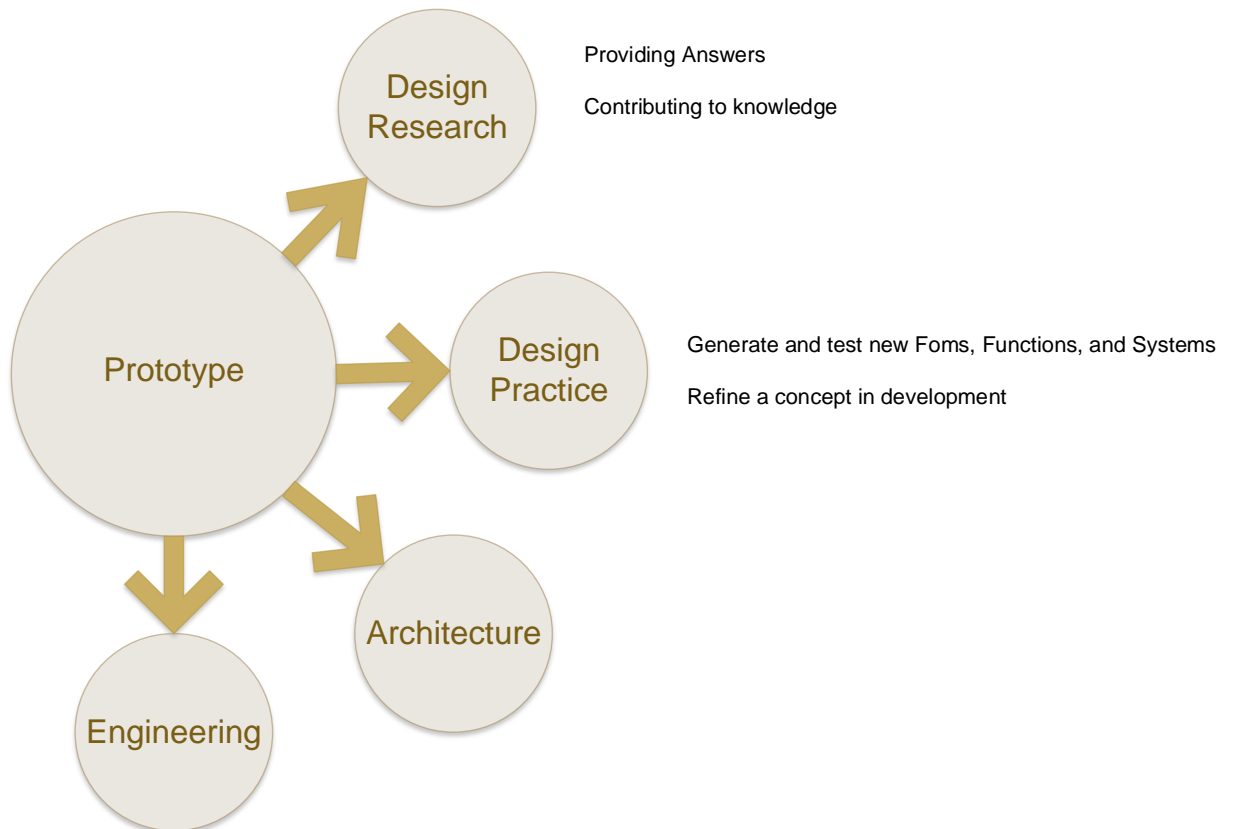 Design
Research
Providing Answers
Contributing to knowledge
Prototype
Design
Practice
Generate and test new Foms, Functions, and Systems
Refine a concept in development
Architecture
Engineering